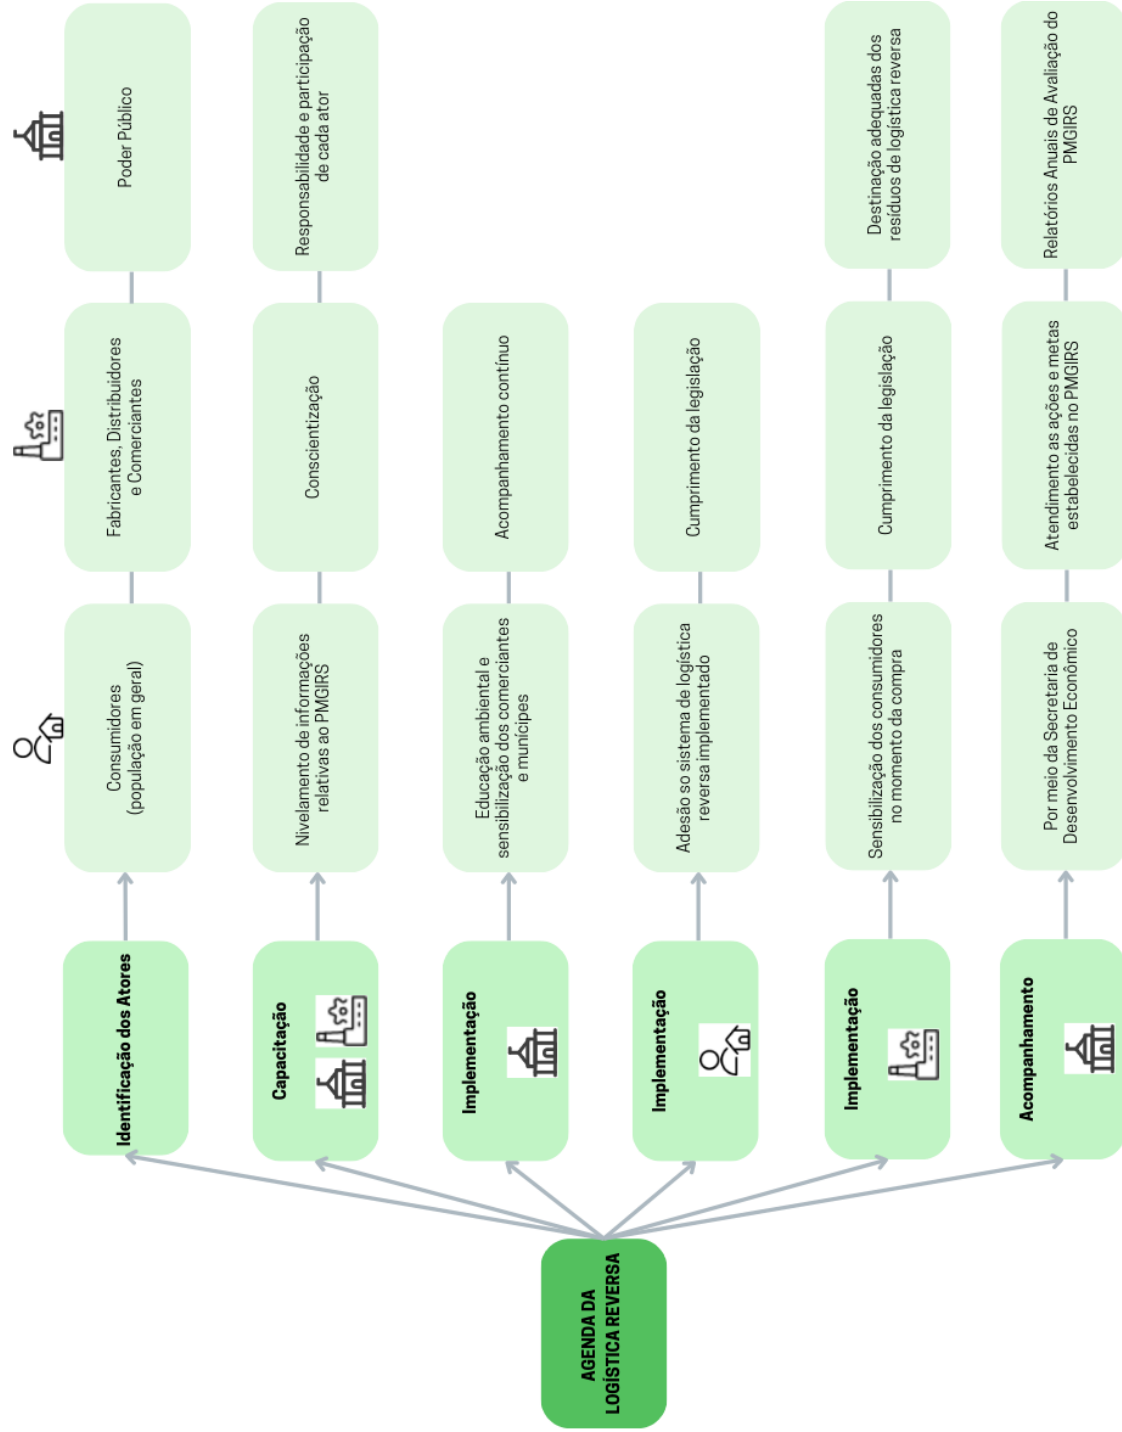 AGENDA DA
LOGÍSTICA REVERSA
Identificação dos Atores
Consumidores
(população em geral)
Fabricantes, Distribuidores
e Comerciantes
Poder Público
Capacitação
Nivelamento de informações
relativas ao PMGIRS
Conscientização
Responsabilidade e participação
de cada ator
Implementação
Educação ambiental e
sensibilização dos comerciantes
e munícipes
Acompanhamento contínuo
Implementação
Adesão so sistema de logística
reversa implementado
Cumprimento da legislação
Implementação
Sensibilização dos consumidores
no momento da compra
Cumprimento da legislação
Destinação adequadas dos
resíduos de logística reversa
Acompanhamento
Por meio da Secretaria de
Desenvolvimento Econômico
Atendimento as ações e metas
estabelecidas no PMGIRS
Relatórios Anuais de Avaliação do
PMGIRS